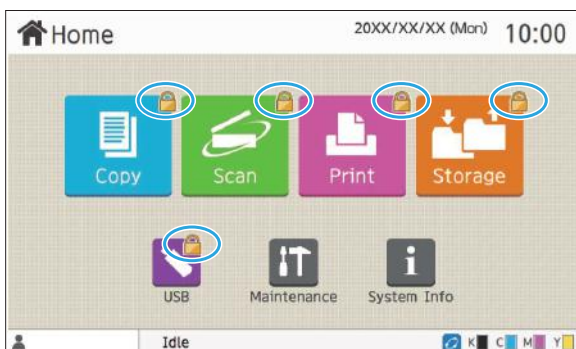 Home
20XX/XX/XX (Mon) 10:00
Copy Scan Print Storage
USB Maintenance System Info
Idle K C M Y